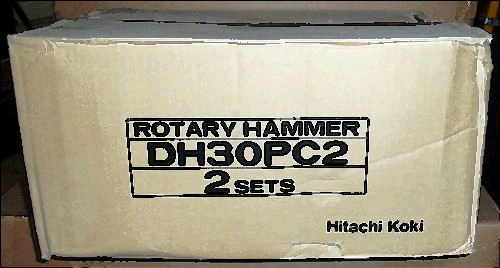 ROTARY HAMMER
DH30PC2
2 SETS
Hitachi Koki